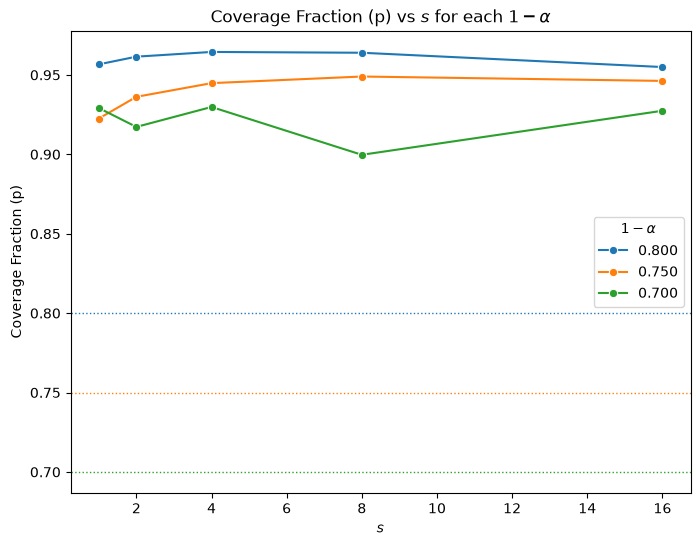 Coverage Fraction (p) vs s for each 1 − α
Coverage Fraction (p)
0.95
0.90
0.85
0.80
0.75
0.70
1 − α
0.800
0.750
0.700
2 4 6 8 10 12 14 16
s